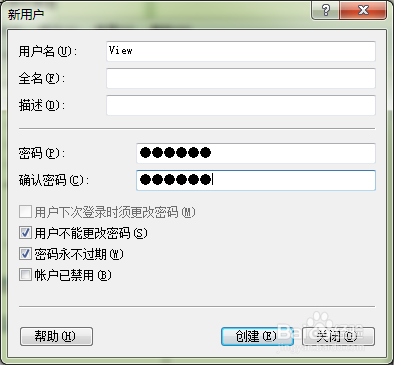 新用户
用户名(U): View
全名(F):
描述(D):
密码(P): ●●●●●●
确认密码(C): ●●●●●●
用户下次登录时须更改密码(M)
用户不能更改密码(S)
密码永不过期(W)
帐户已禁用(B)
帮助(H) 创建(E) 关闭(O)